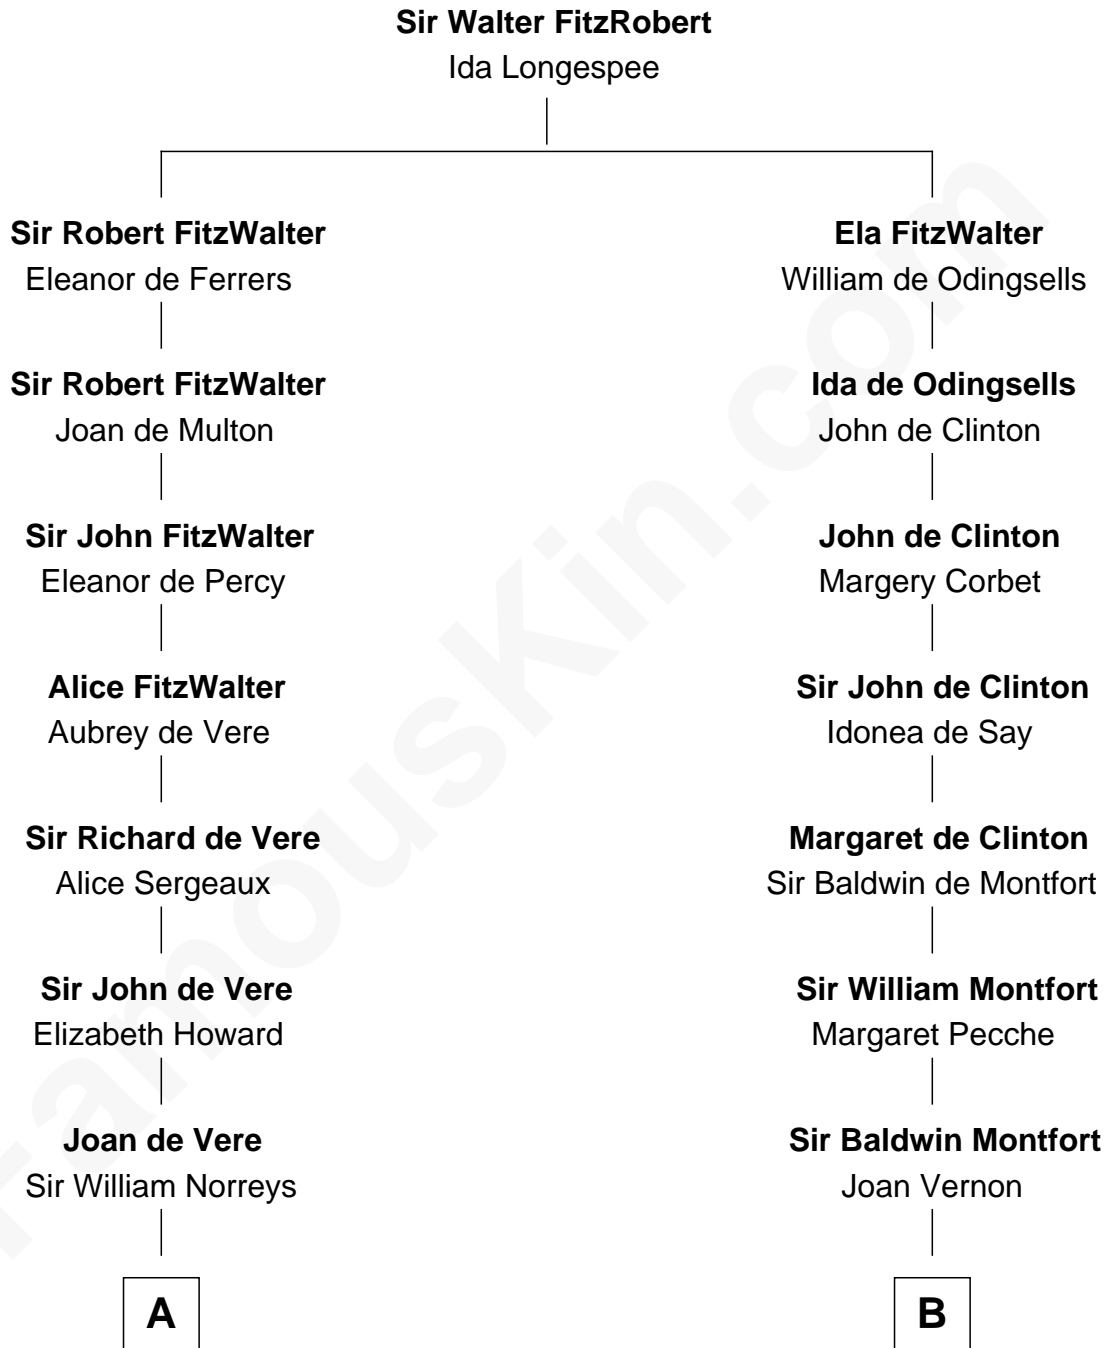 Sir Walter FitzRobert
Ida Longespee
Sir Robert FitzWalter
Eleanor de Ferrers
Ela FitzWalter
William de Odingsells
Sir Robert FitzWalter
Joan de Multon
Ida de Odingsells
John de Clinton
Sir John FitzWalter
Eleanor de Percy
John de Clinton
Margery Corbet
Alice FitzWalter
Aubrey de Vere
Sir John de Clinton
Idonea de Say
Sir Richard de Vere
Alice Sergeaux
Margaret de Clinton
Sir Baldwin de Montfort
Sir John de Vere
Elizabeth Howard
Sir William Montfort
Margaret Pecche
Joan de Vere
Sir William Norreys
Sir Baldwin Montfort
Joan Vernon
A
B
FamousKin.com